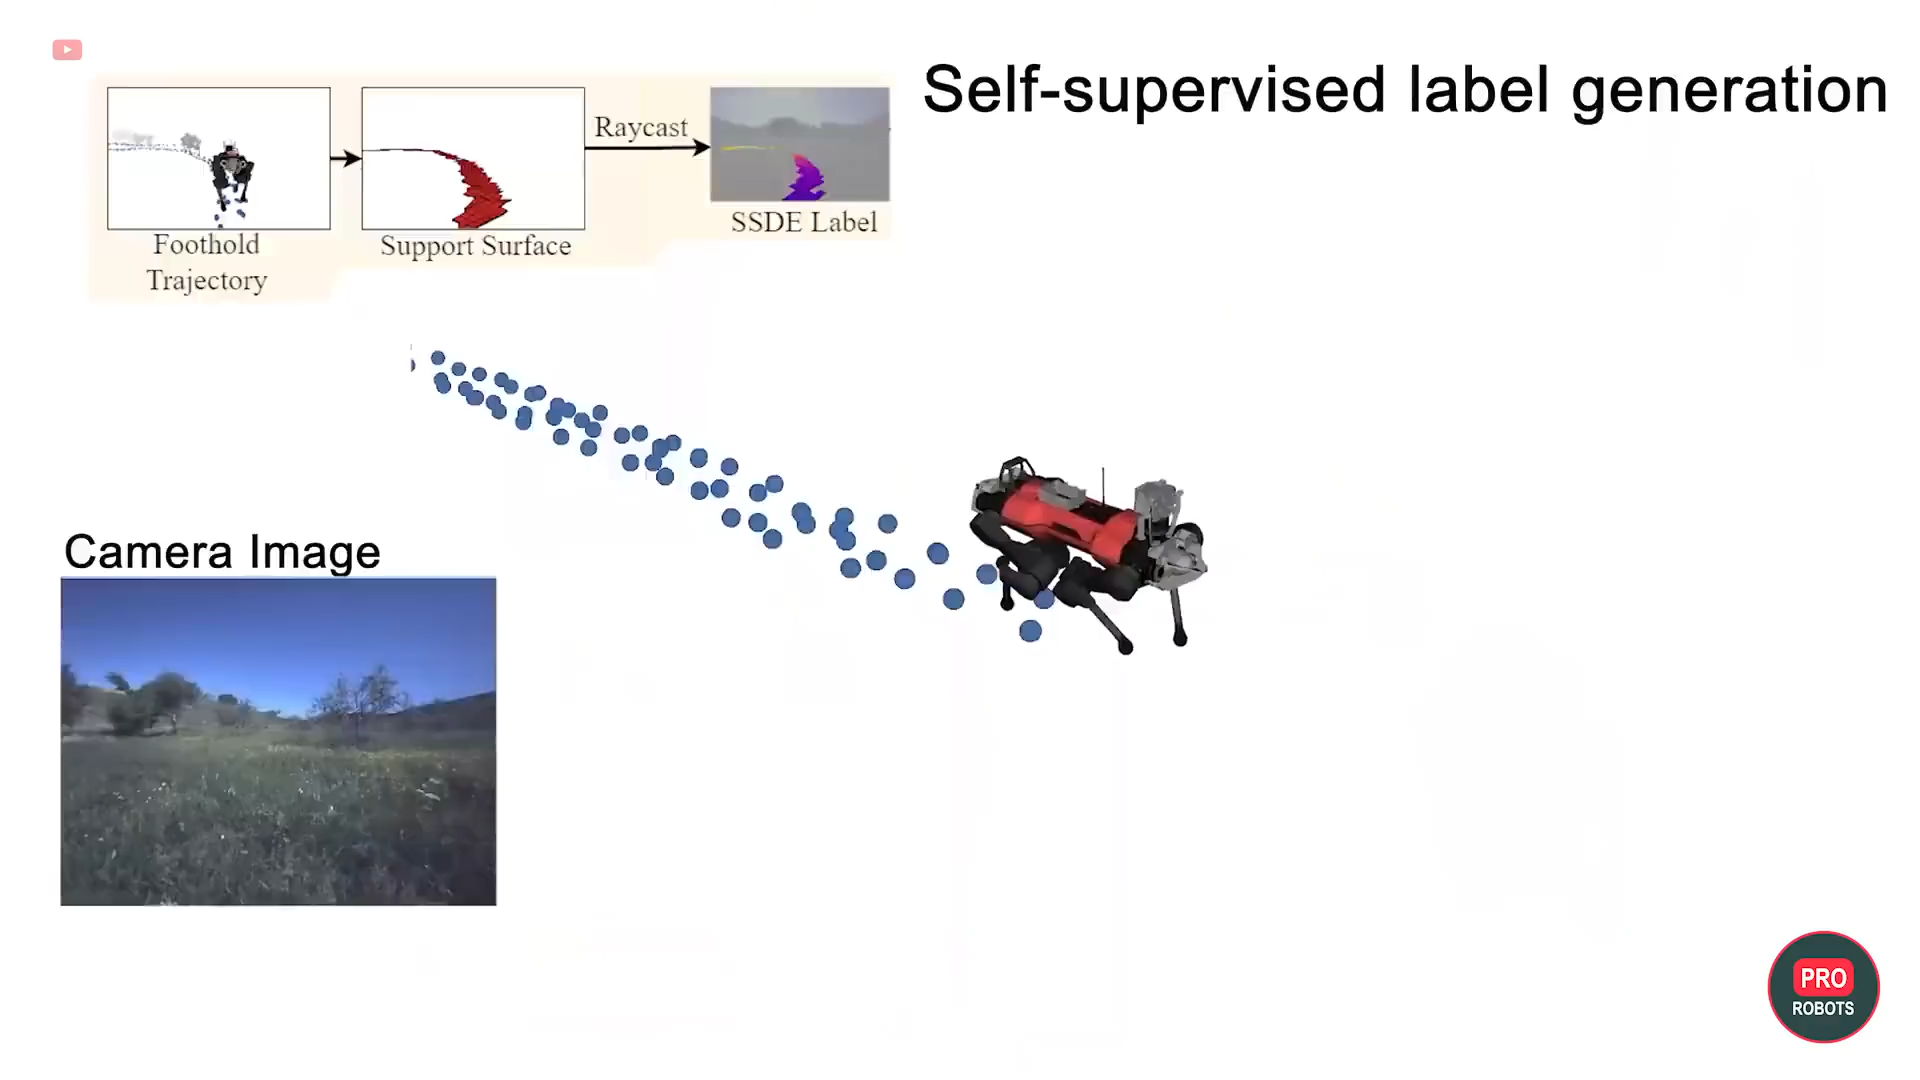 Self-supervised label generation
Raycast
Foothold
Trajectory
Support Surface
SSDE Label
Camera Image
PRO
ROBOTS